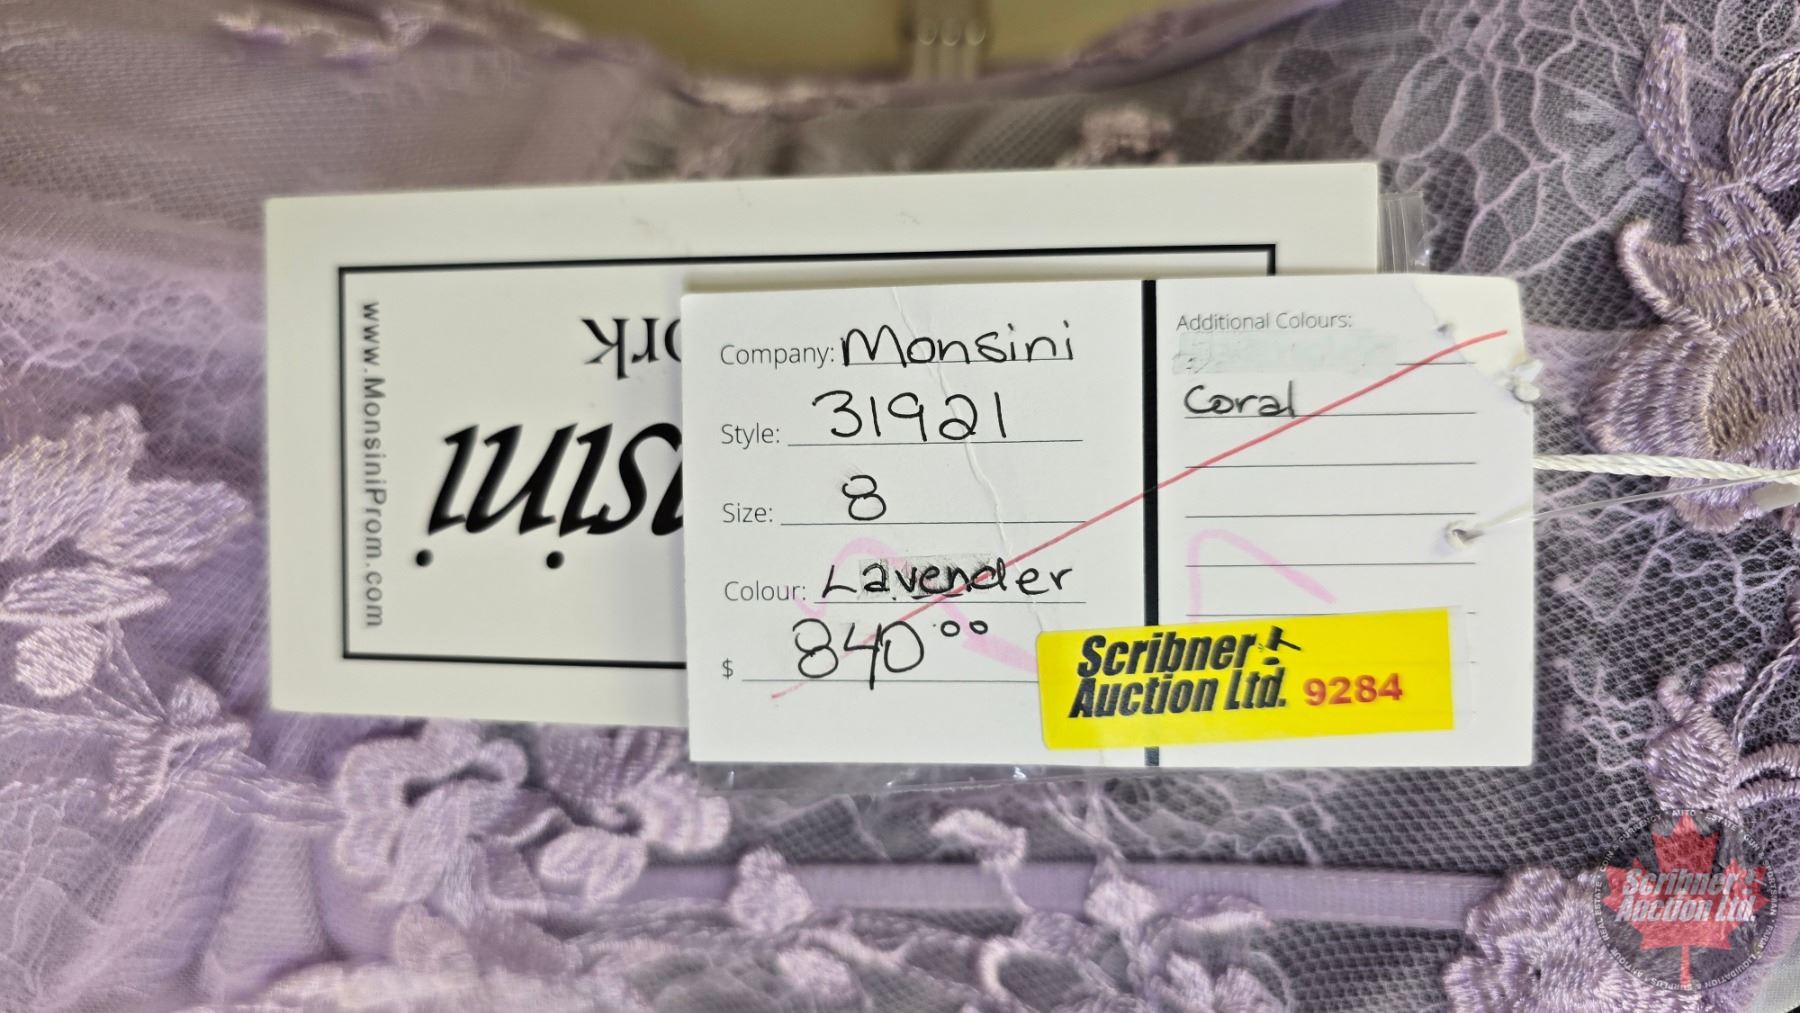 www.MonsiniProm.com
ork
nsini
Company: Monsini
Style: 31921
Size: 8
Colour: Lavender
$ 840.00
Additional Colours:
Coral
Scribner
Auction Ltd. 9284
Scribner
Auction Ltd.